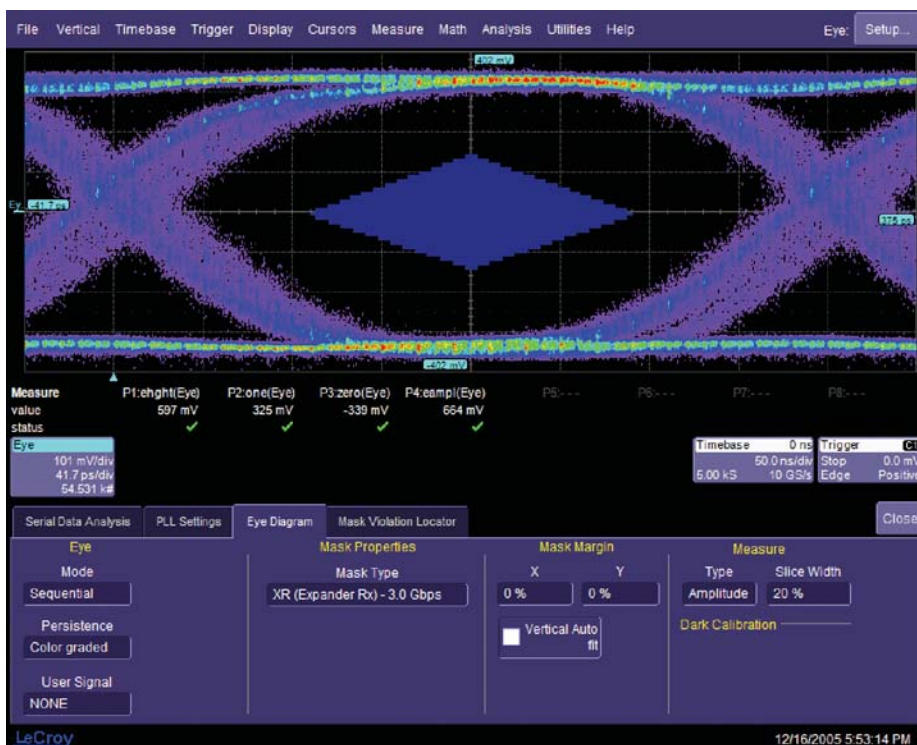 File Vertical Timebase Trigger Display Cursors Measure Math Analysis Utilities Help Eye: Setup...
402 mV
Ey -41.7 ps
375 ps
-402 mV
Measure P1:ehght(Eye) P2:one(Eye) P3:zero(Eye) P4:eampl(Eye) P5:--- P6:--- P7:--- P8:---
value 597 mV 325 mV -339 mV 664 mV
status
Eye
101 mV/div
41.7 ps/div
54.531 k#
Timebase 0 ns
50.0 ns/div
5.00 kS 10 GS/s
Trigger C1
Stop 0.0 mV
Edge Positive
Serial Data Analysis PLL Settings Eye Diagram Mask Violation Locator Close
Eye
Mode
Sequential
Persistence
Color graded
User Signal
NONE
Mask Properties
Mask Type
XR (Expander Rx) - 3.0 Gbps
Mask Margin
X Y
0 % 0 %
Vertical Auto
fit
Measure
Type Slice Width
Amplitude 20 %
Dark Calibration
LeCroy 12/16/2005 5:53:14 PM